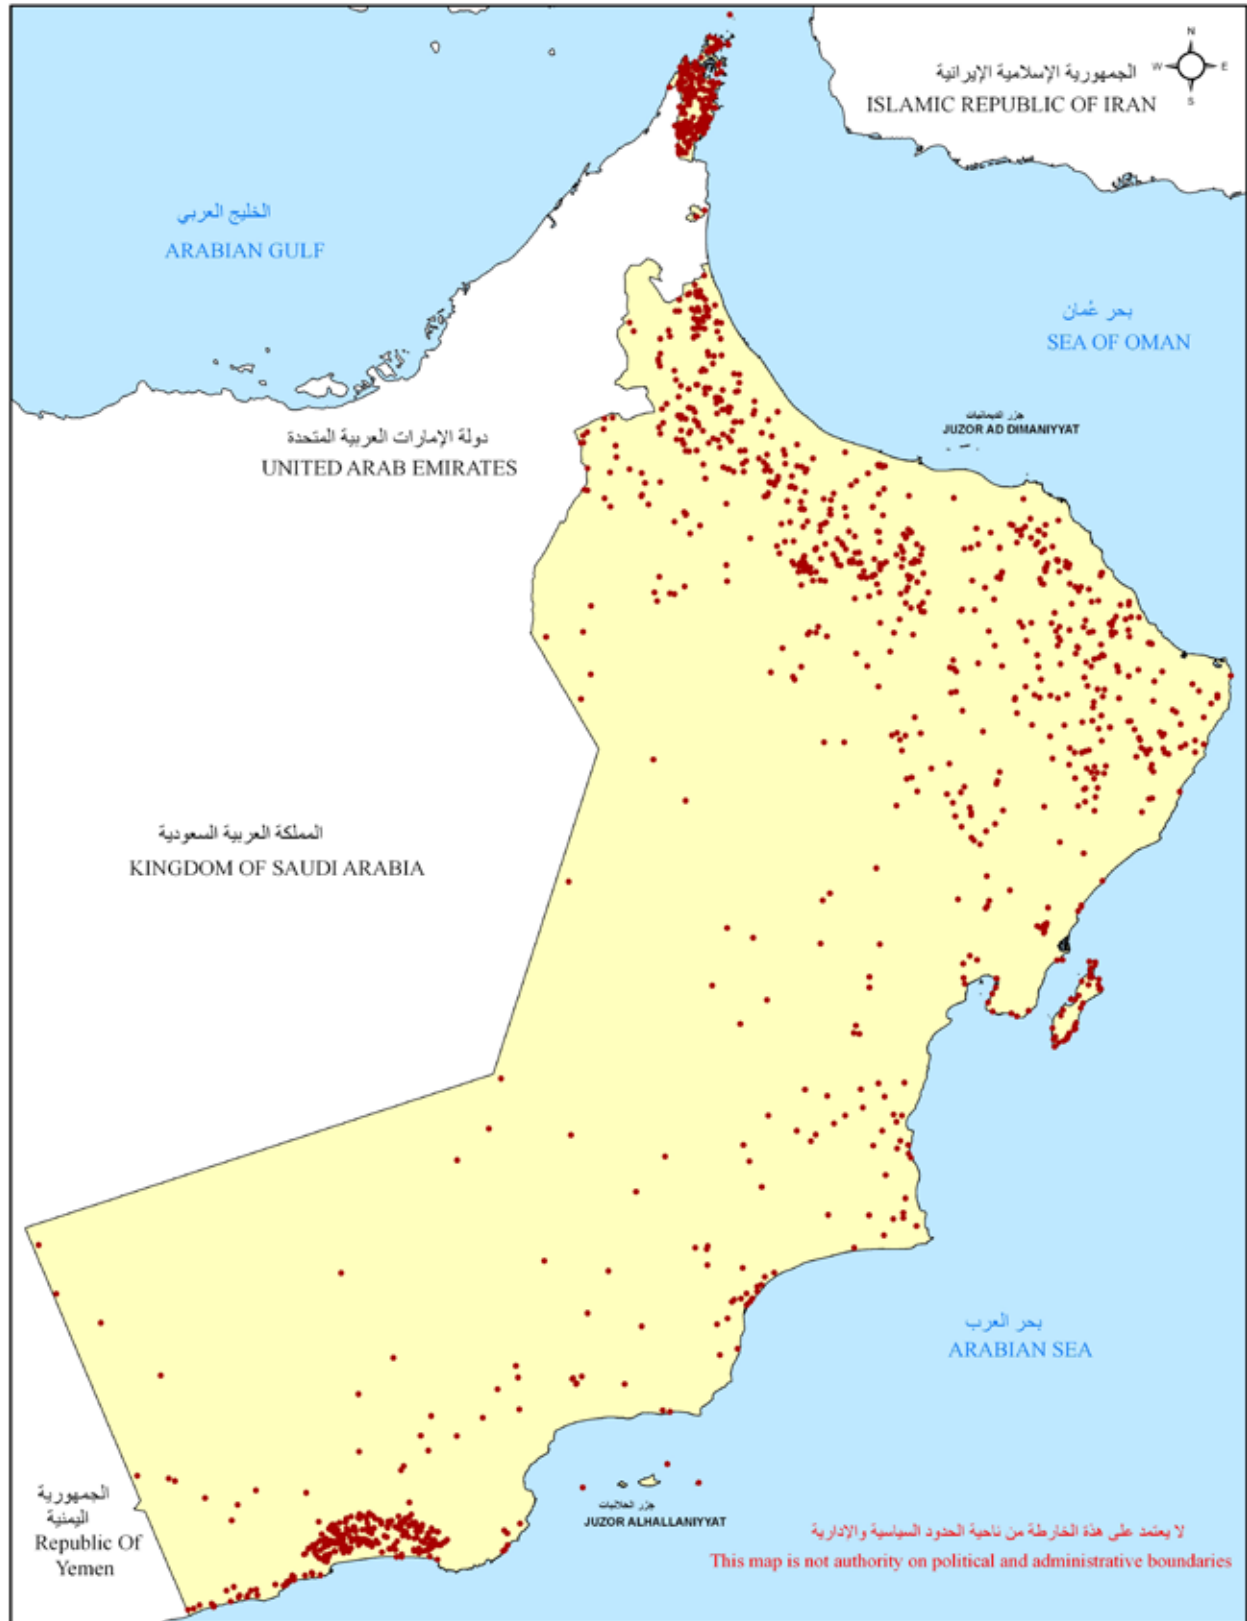 N
W
E
S
الجمهورية الإسلامية الإيرانية
ISLAMIC REPUBLIC OF IRAN
الخليج العربي
ARABIAN GULF
بحر عُمان
SEA OF OMAN
جزر الديمانيات
JUZOR AD DIMANIYYAT
دولة الإمارات العربية المتحدة
UNITED ARAB EMIRATES
المملكة العربية السعودية
KINGDOM OF SAUDI ARABIA
بحر العرب
ARABIAN SEA
الجمهورية
اليمنية
Republic Of
Yemen
جزر الحلانيات
JUZOR ALHALLANIYYAT
لا يعتمد على هذة الخارطة من ناحية الحدود السياسية والإدارية
This map is not authority on political and administrative boundaries